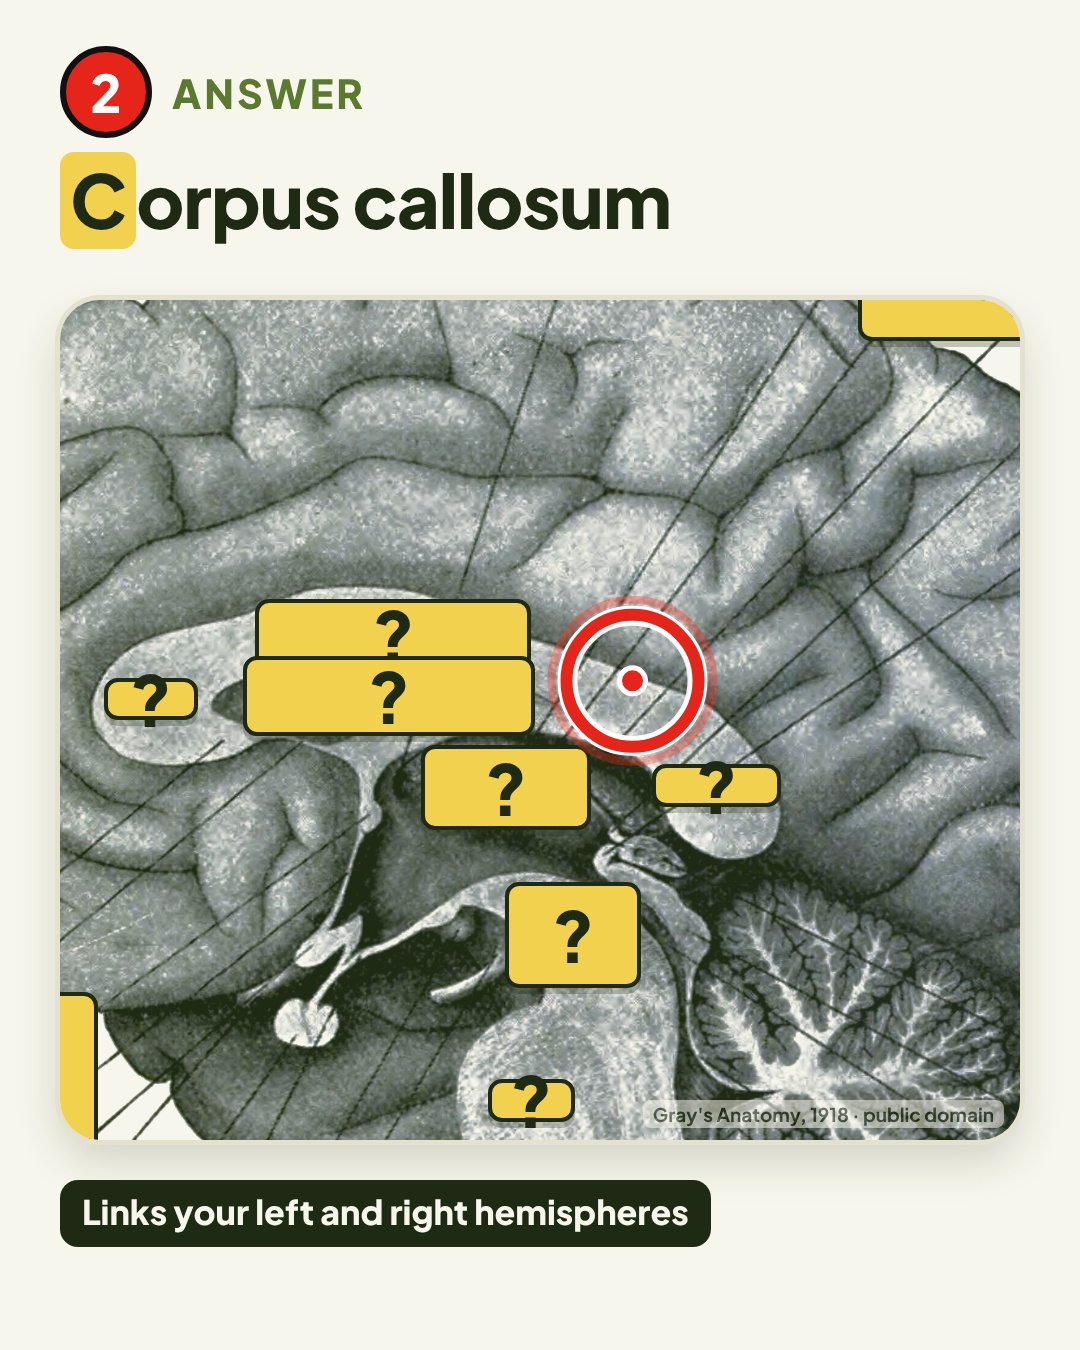 2 ANSWER
Corpus callosum
?
?
?
?
?
?
?
Gray's Anatomy, 1918 · public domain
Links your left and right hemispheres